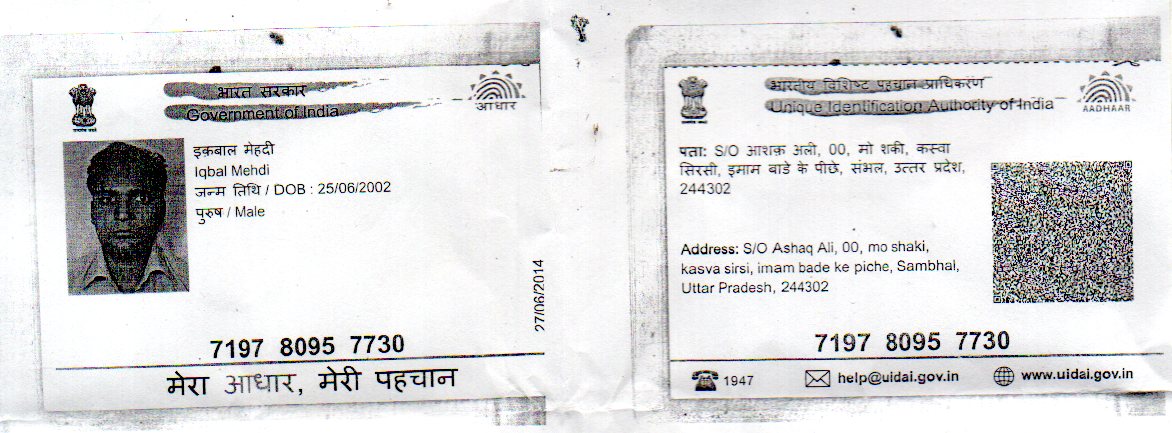 भारत सरकार
Government of India
आधार
इक़बाल मेहदी
Iqbal Mehdi
जन्म तिथि / DOB : 25/06/2002
पुरुष / Male
27/06/2014
7197 8095 7730
मेरा आधार, मेरी पहचान
भारतीय विशिष्ट पहचान प्राधिकरण
Unique Identification Authority of India
AADHAAR
पता: S/O आशक़ अली, 00, मो शकी, कस्वा
सिरसी, इमाम बाडे के पीछे, संभल, उत्तर प्रदेश,
244302
Address: S/O Ashaq Ali, 00, mo shaki,
kasva sirsi, imam bade ke piche, Sambhal,
Uttar Pradesh, 244302
7197 8095 7730
1947
help@uidai.gov.in
www.uidai.gov.in